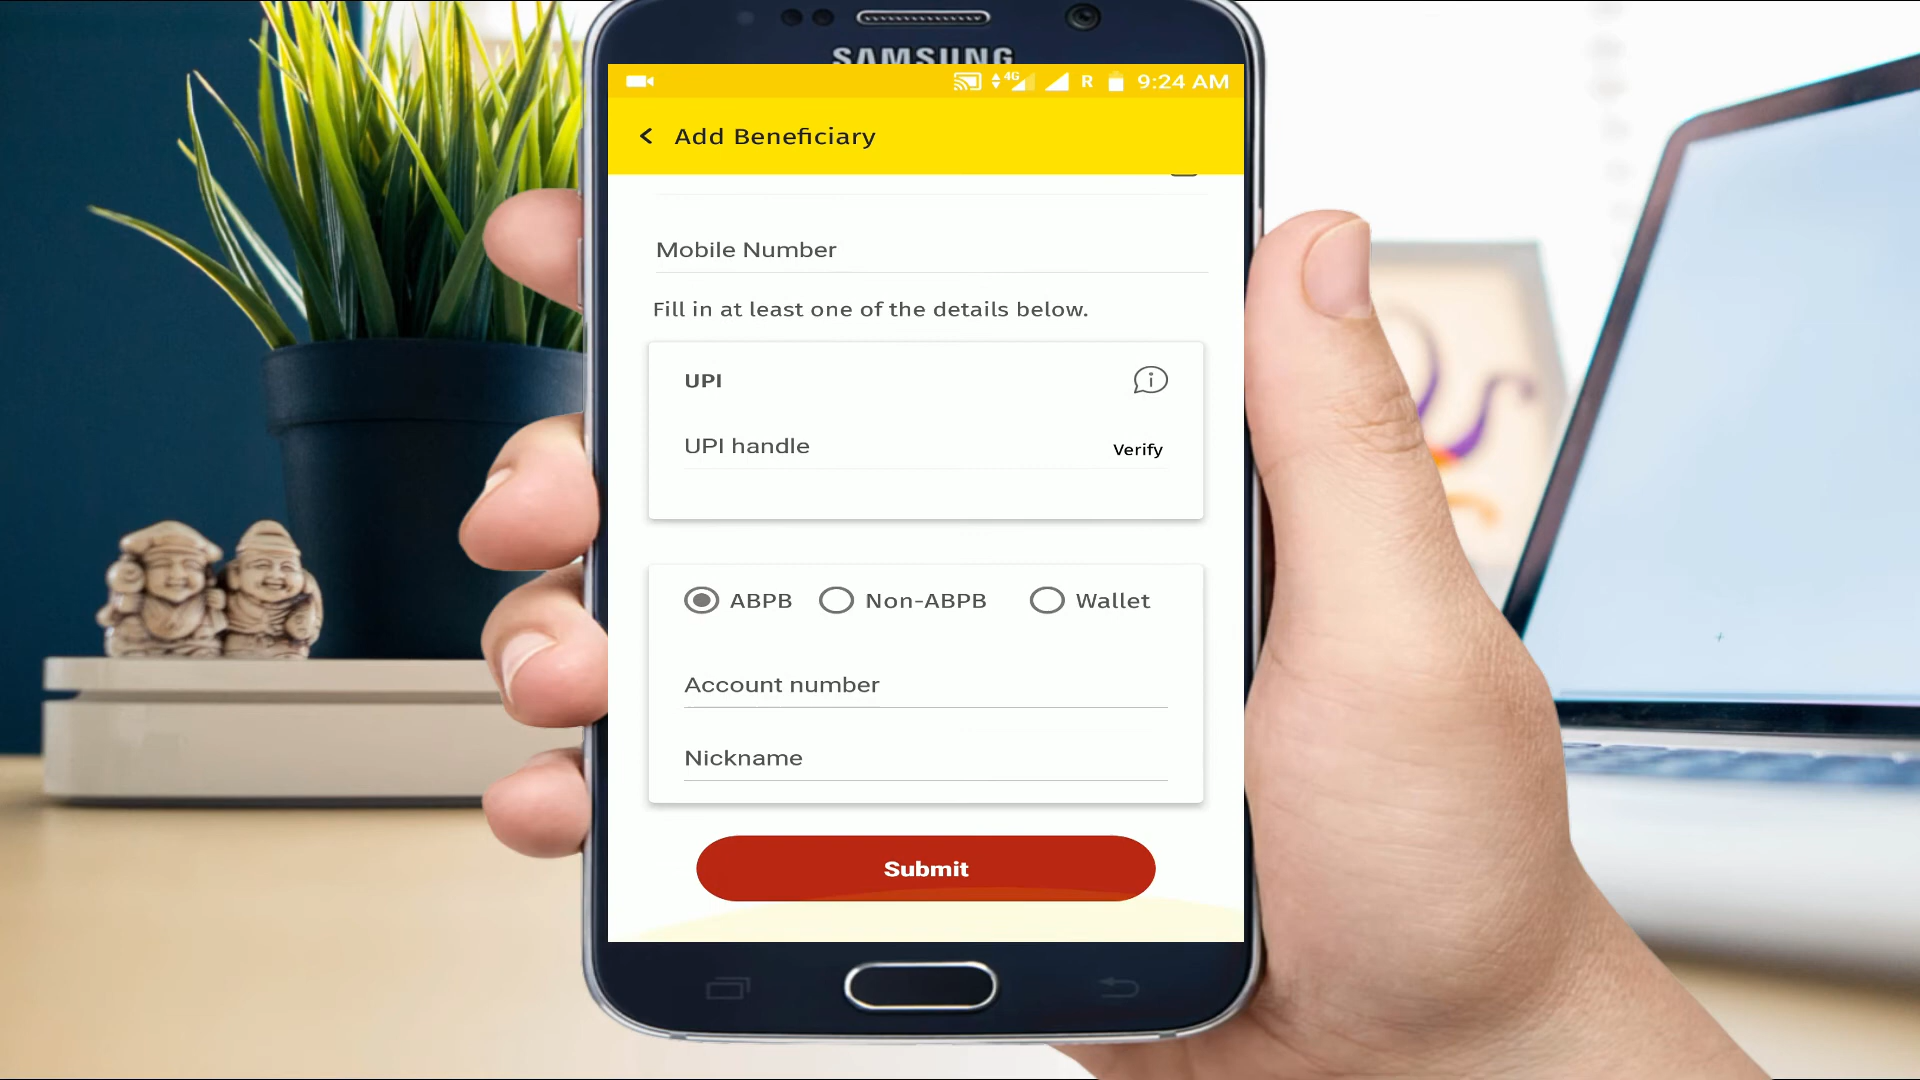 SAMSUNG
4G R 9:24 AM
Add Beneficiary
Mobile Number
Fill in at least one of the details below.
UPI
UPI handle Verify
ABPB Non-ABPB Wallet
Account number
Nickname
Submit